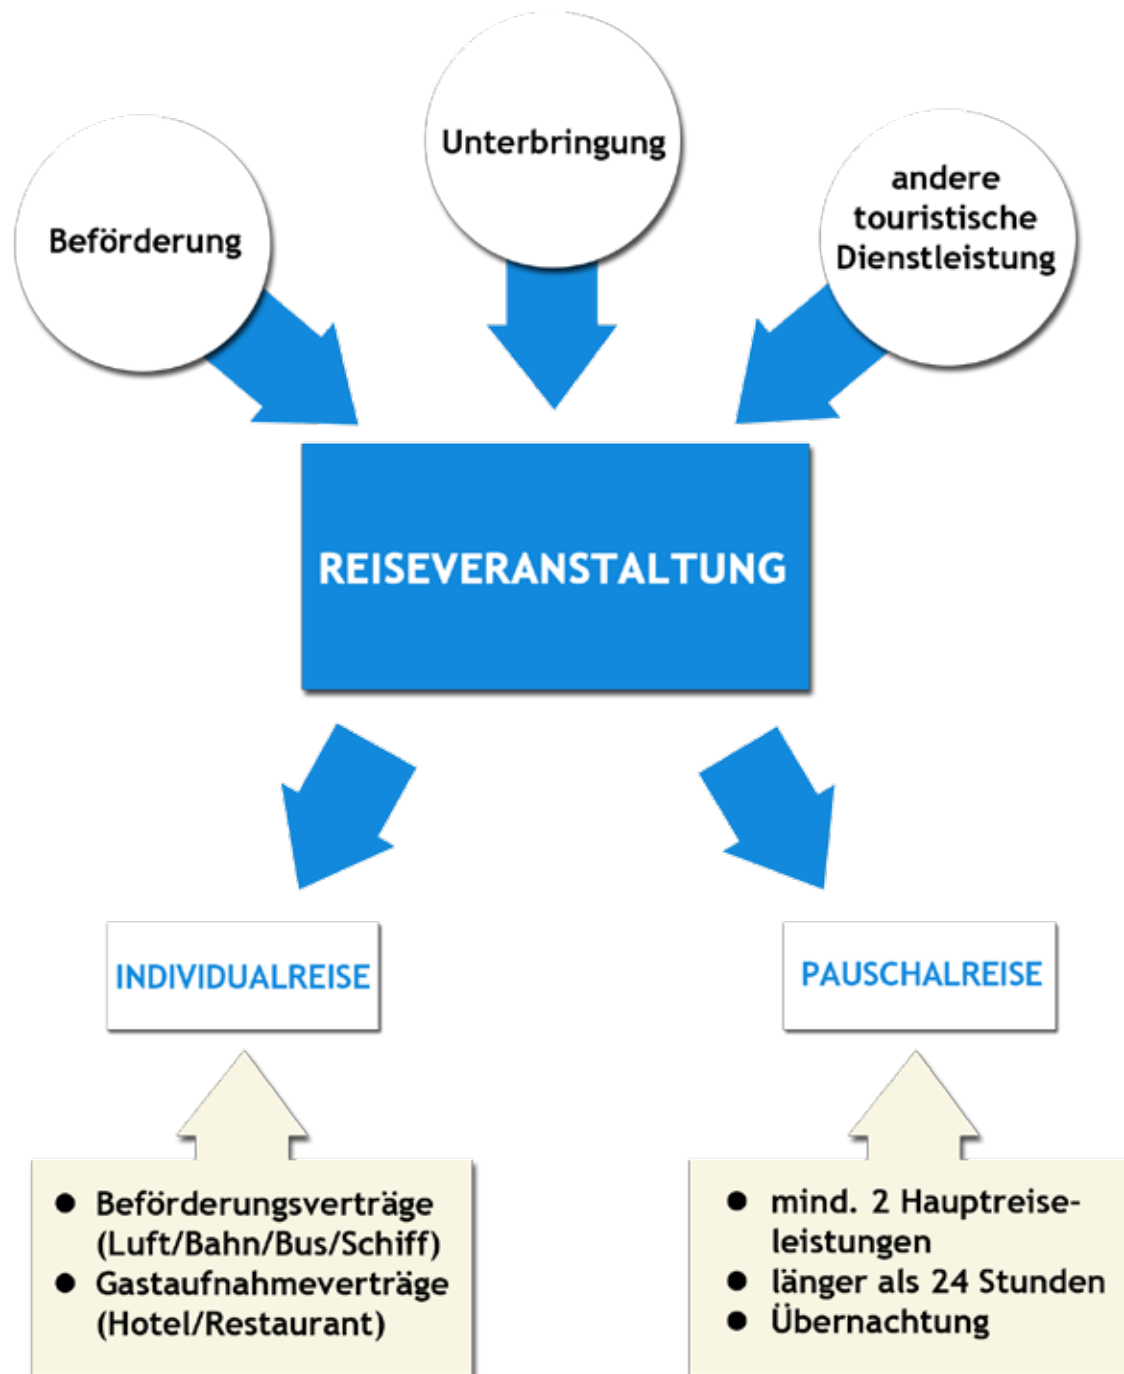 Unterbringung
Beförderung
andere
touristische
Dienstleistung
REISEVERANSTALTUNG
INDIVIDUALREISE
PAUSCHALREISE
● Beförderungsverträge
(Luft/Bahn/Bus/Schiff)
● Gastaufnahmeverträge
(Hotel/Restaurant)
● mind. 2 Hauptreise-
leistungen
● länger als 24 Stunden
● Übernachtung